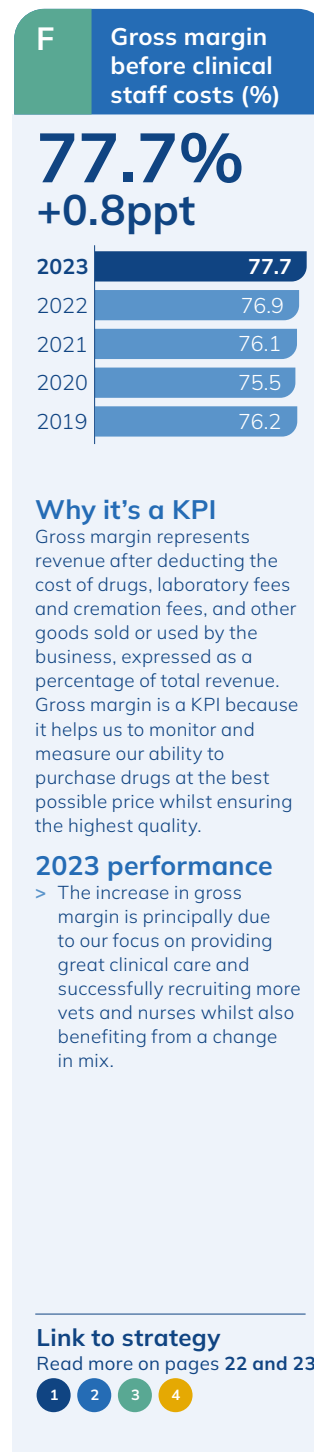 F
Gross margin
before clinical
staff costs (%)
77.7%
+0.8ppt
2023 77.7
2022 76.9
2021 76.1
2020 75.5
2019 76.2
Why it’s a KPI
Gross margin represents
revenue after deducting the
cost of drugs, laboratory fees
and cremation fees, and other
goods sold or used by the
business, expressed as a
percentage of total revenue.
Gross margin is a KPI because
it helps us to monitor and
measure our ability to
purchase drugs at the best
possible price whilst ensuring
the highest quality.
2023 performance
> The increase in gross
margin is principally due
to our focus on providing
great clinical care and
successfully recruiting more
vets and nurses whilst also
benefiting from a change
in mix.
Link to strategy
Read more on pages 22 and 23
1 2 3 4